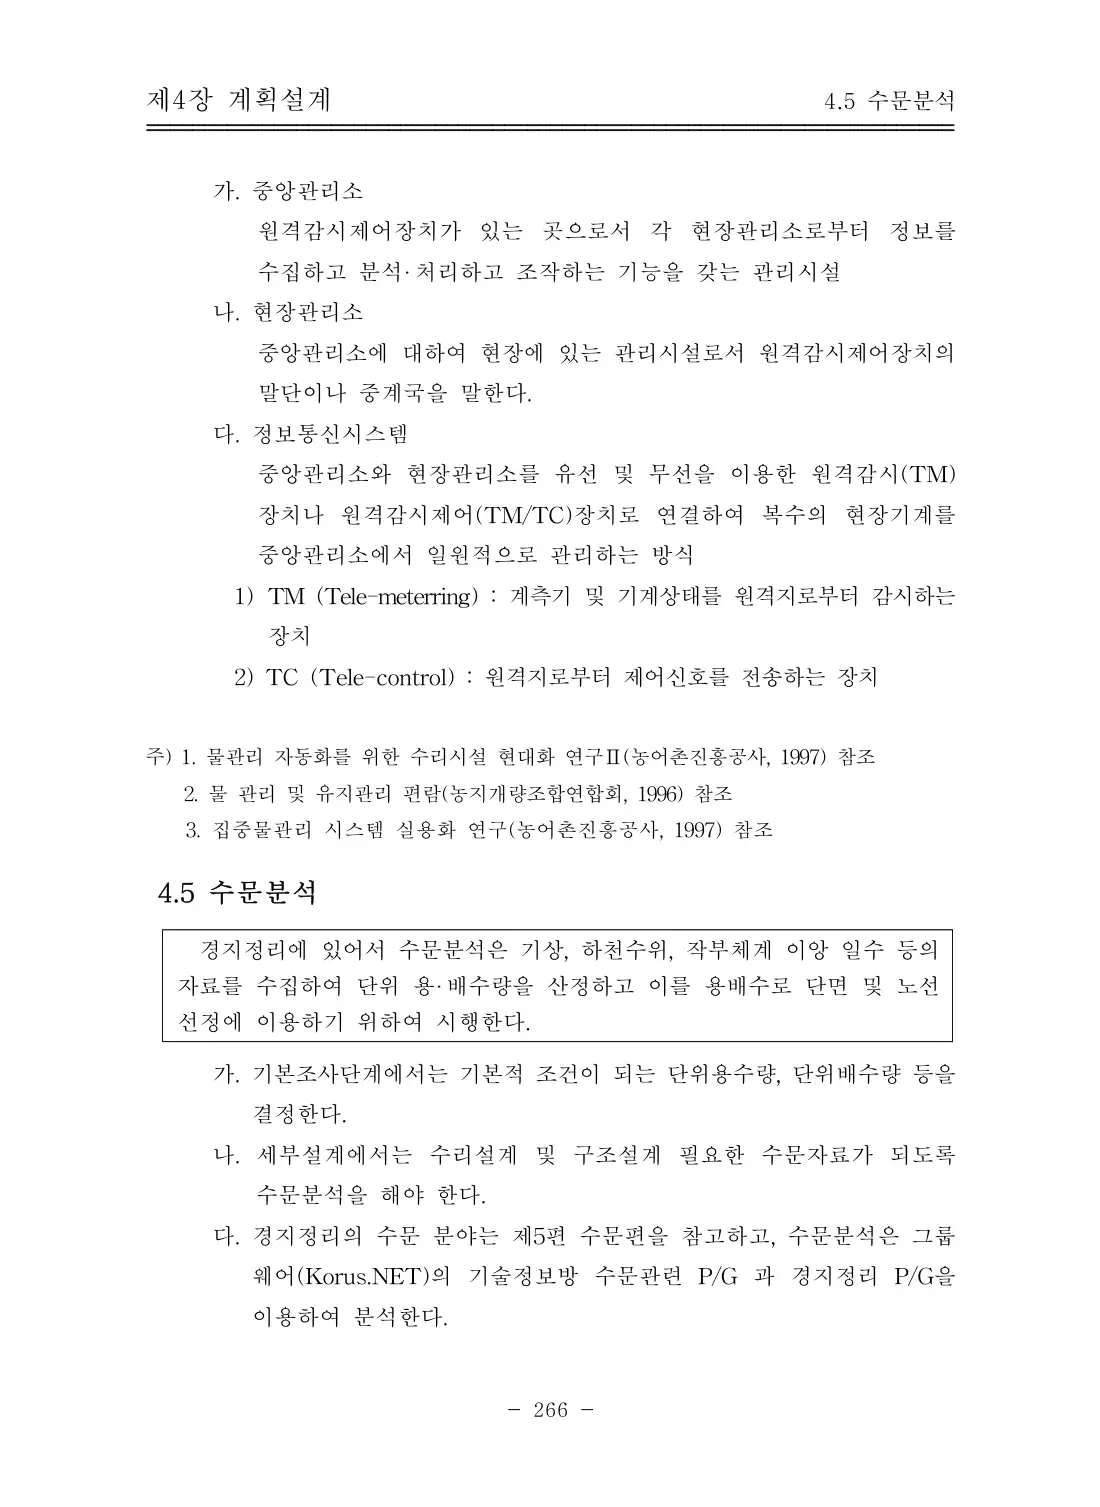 제4장 계획설계
4.5 수문분석
가. 중앙관리소
원격감시제어장치가 있는 곳으로서 각 현장관리소로부터 정보를
수집하고 분석·처리하고 조작하는 기능을 갖는 관리시설
나. 현장관리소
중앙관리소에 대하여 현장에 있는 관리시설로서 원격감시제어장치의
말단이나 중계국을 말한다.
다. 정보통신시스템
중앙관리소와 현장관리소를 유선 및 무선을 이용한 원격감시(TM)
장치나 원격감시제어(TM/TC)장치로 연결하여 복수의 현장기계를
중앙관리소에서 일원적으로 관리하는 방식
1) TM (Tele-meterring) : 계측기 및 기계상태를 원격지로부터 감시하는
장치
2) TC (Tele-control) : 원격지로부터 제어신호를 전송하는 장치
주) 1. 물관리 자동화를 위한 수리시설 현대화 연구Ⅱ(농어촌진흥공사, 1997) 참조
2. 물 관리 및 유지관리 편람(농지개량조합연합회, 1996) 참조
3. 집중물관리 시스템 실용화 연구(농어촌진흥공사, 1997) 참조
4.5 수문분석
경지정리에 있어서 수문분석은 기상, 하천수위, 작부체계 이앙 일수 등의
자료를 수집하여 단위 용·배수량을 산정하고 이를 용배수로 단면 및 노선
선정에 이용하기 위하여 시행한다.
가. 기본조사단계에서는 기본적 조건이 되는 단위용수량, 단위배수량 등을
결정한다.
나. 세부설계에서는 수리설계 및 구조설계 필요한 수문자료가 되도록
수문분석을 해야 한다.
다. 경지정리의 수문 분야는 제5편 수문편을 참고하고, 수문분석은 그룹
웨어(Korus.NET)의 기술정보방 수문관련 P/G 과 경지정리 P/G을
이용하여 분석한다.
- 266 -